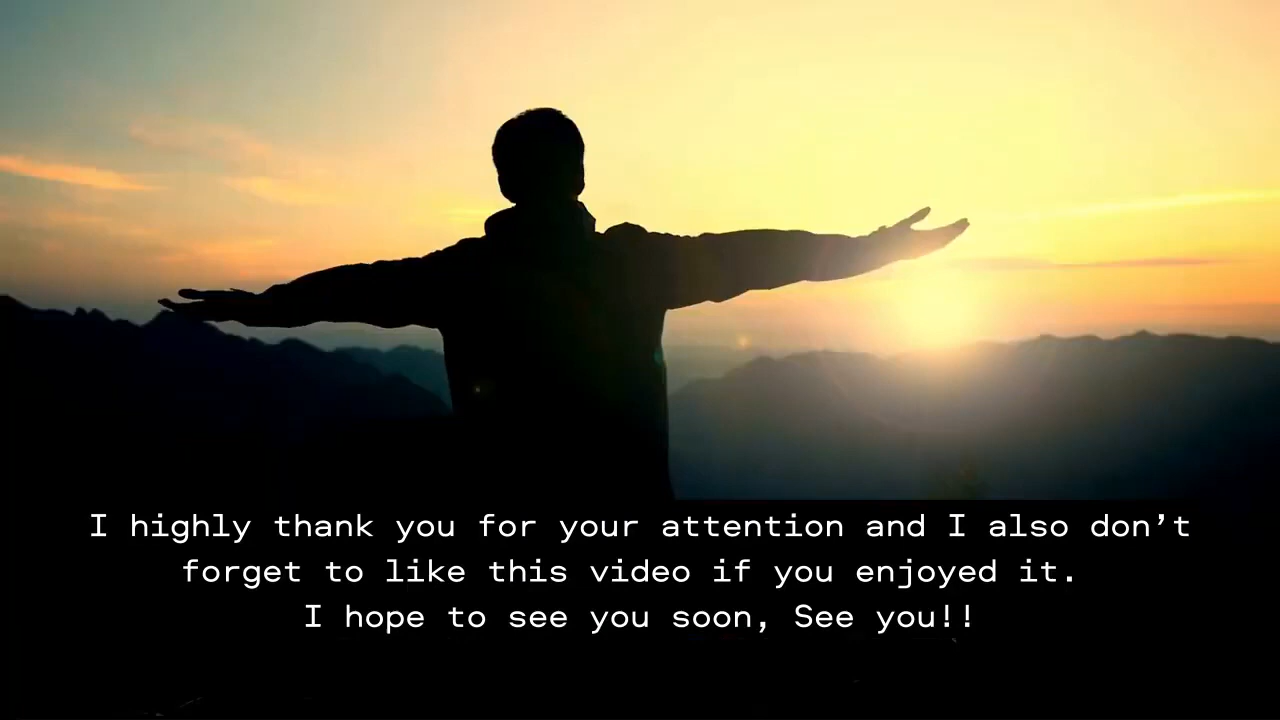 I highly thank you for your attention and I also don’t
forget to like this video if you enjoyed it.
I hope to see you soon, See you!!